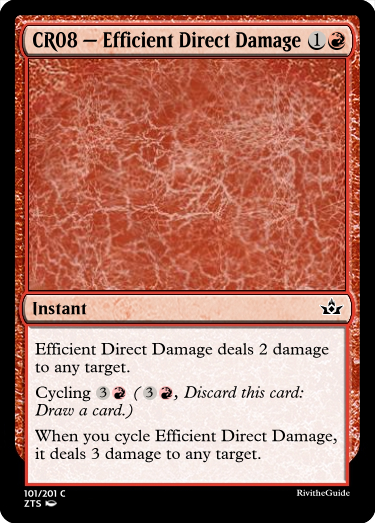 CR08 — Efficient Direct Damage 1
Instant
Efficient Direct Damage deals 2 damage
to any target.
Cycling 3 ( 3, Discard this card:
Draw a card.)
When you cycle Efficient Direct Damage,
it deals 3 damage to any target.
101/201 C
ZTS
RivitheGuide